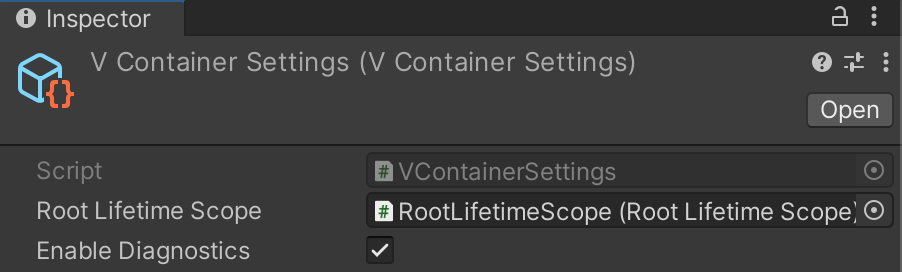 Inspector
V Container Settings (V Container Settings)
Open
Script
# VContainerSettings
Root Lifetime Scope
# RootLifetimeScope (Root Lifetime Scope)
Enable Diagnostics